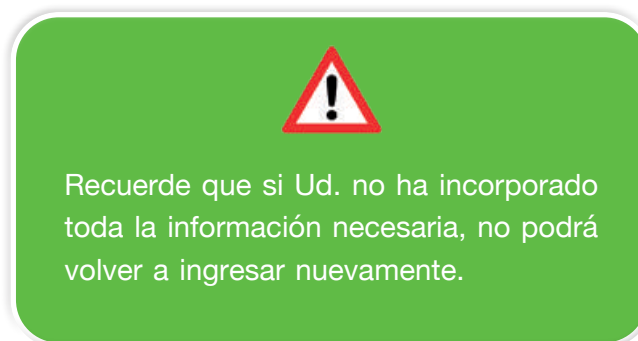 Recuerde que si Ud. no ha incorporado
toda la información necesaria, no podrá
volver a ingresar nuevamente.